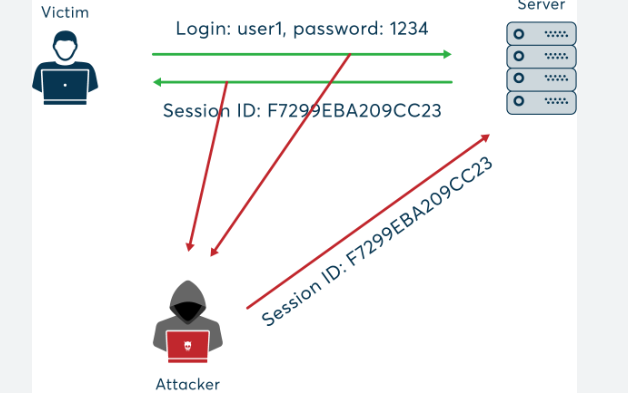 Victim
Server
Login: user1, password: 1234
Session ID: F7299EBA209CC23
Session ID: F7299EBA209CC23
Attacker